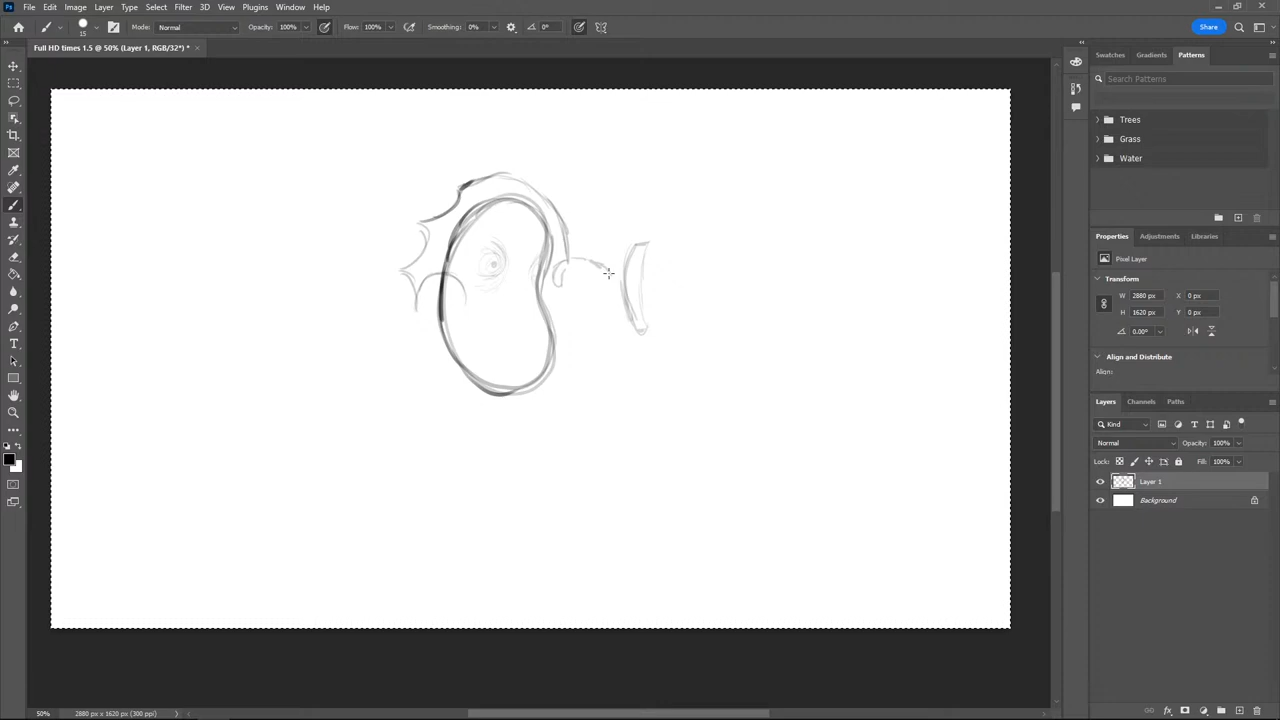 Ps File Edit Image Layer Type Select Filter 3D View Plugins Window Help
15 Mode: Normal Opacity: 100% Flow: 100% Smoothing: 0% 0° Share
Full HD times 1.5 @ 50% (Layer 1, RGB/32*) *
Swatches Gradients Patterns
Search Patterns
Trees
Grass
Water
Properties Adjustments Libraries
Pixel Layer
Transform
W 2880 px X 0 px
H 1620 px Y 0 px
0.00°
Align and Distribute
Align:
Layers Channels Paths
Kind
Normal Opacity: 100%
Lock: Fill: 100%
Layer 1
Background
50% 2880 px x 1620 px (300 ppi)